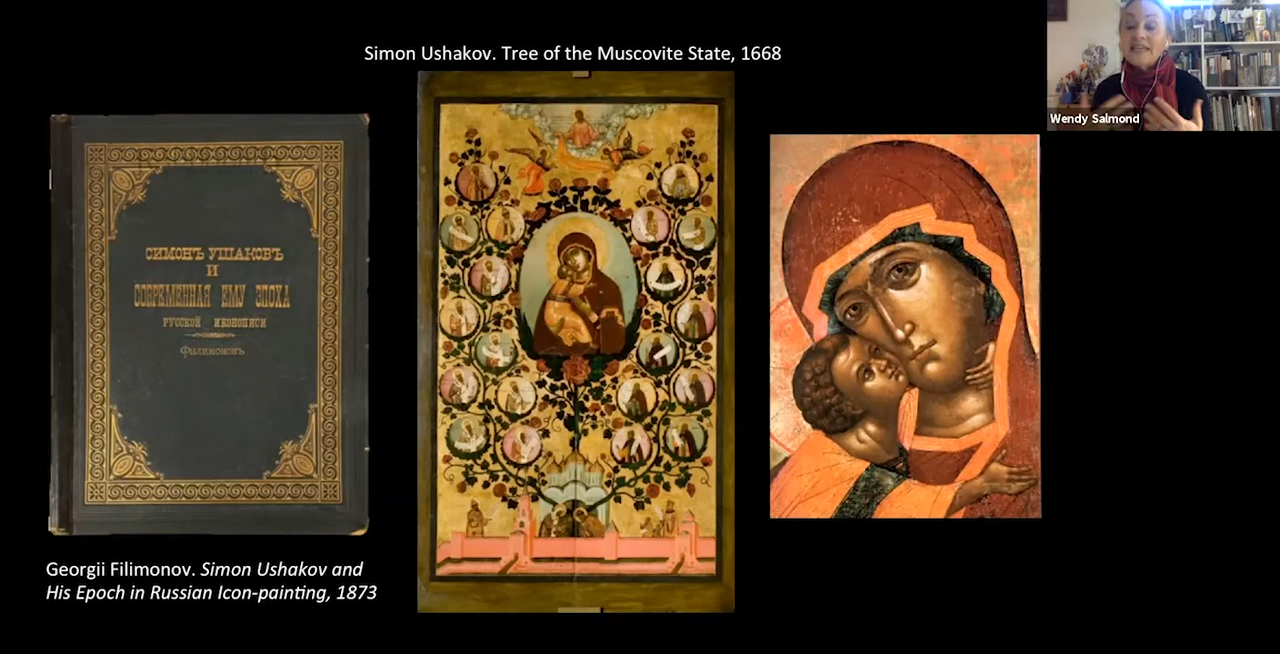 Simon Ushakov. Tree of the Muscovite State, 1668
Wendy Salmond
СИМОНЪ УШАКОВЪ
И
СОВРЕМЕННАЯ ЕМУ ЭПОХА
РУССКОЙ ИКОНОПИСИ
Филимоновъ
Georgii Filimonov. Simon Ushakov and
His Epoch in Russian Icon-painting, 1873